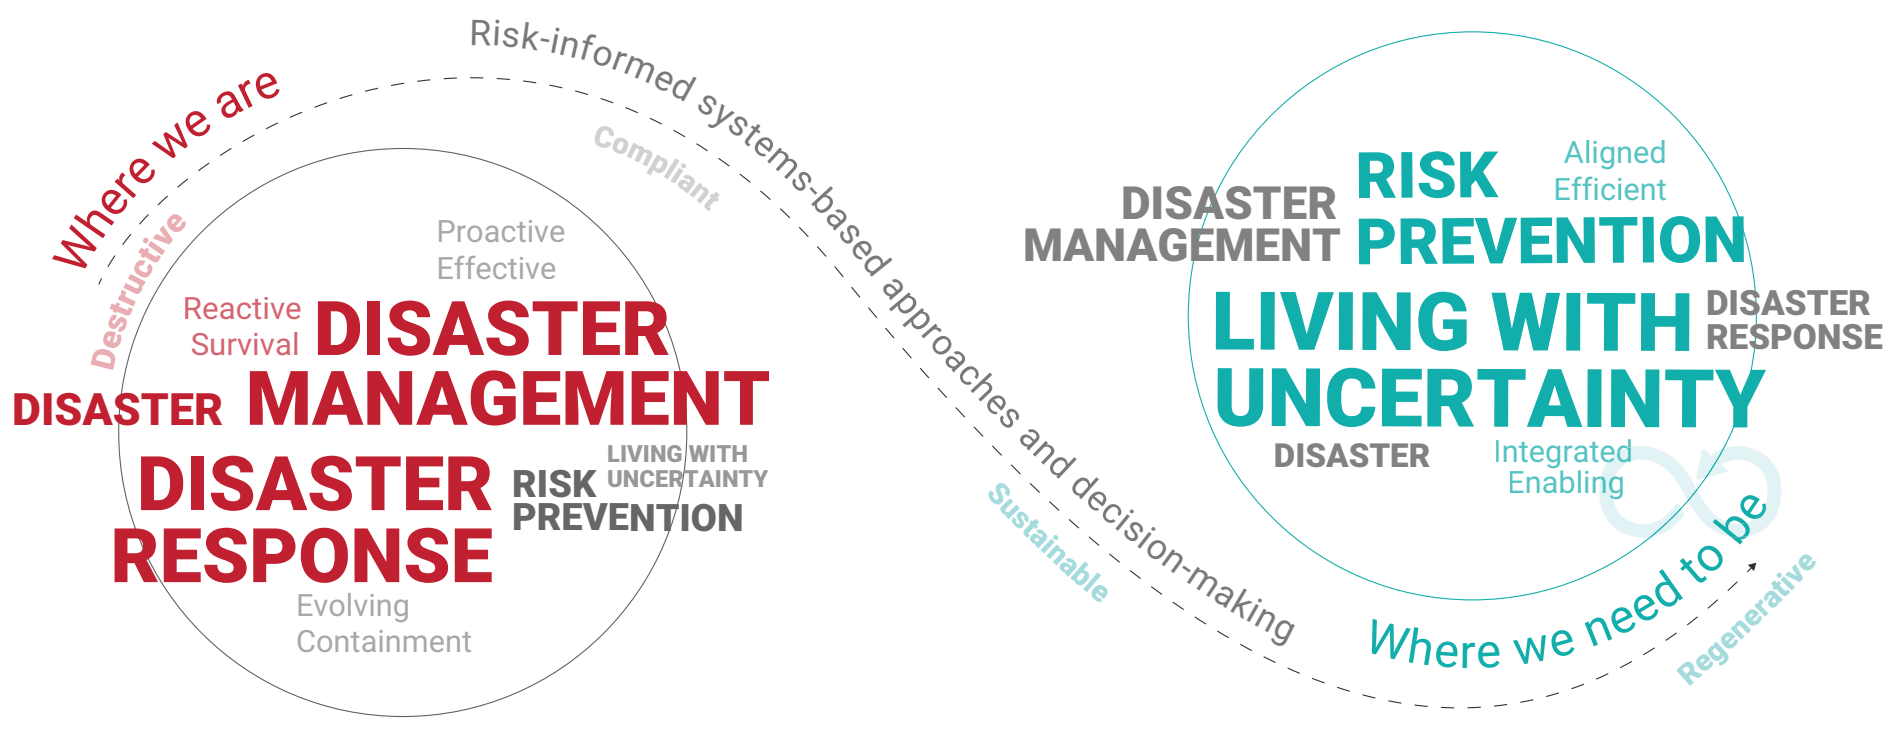 Where we are
Risk-informed systems-based approaches and decision-making
Destructive
Compliant
Proactive
Effective
Reactive
Survival
DISASTER
MANAGEMENT
DISASTER
DISASTER
RESPONSE
RISK
PREVENTION
LIVING WITH
UNCERTAINTY
Evolving
Containment
Sustainable
DISASTER
MANAGEMENT
RISK
PREVENTION
Aligned
Efficient
LIVING WITH
UNCERTAINTY
DISASTER
RESPONSE
DISASTER
Integrated
Enabling
Where we need to be
Regenerative